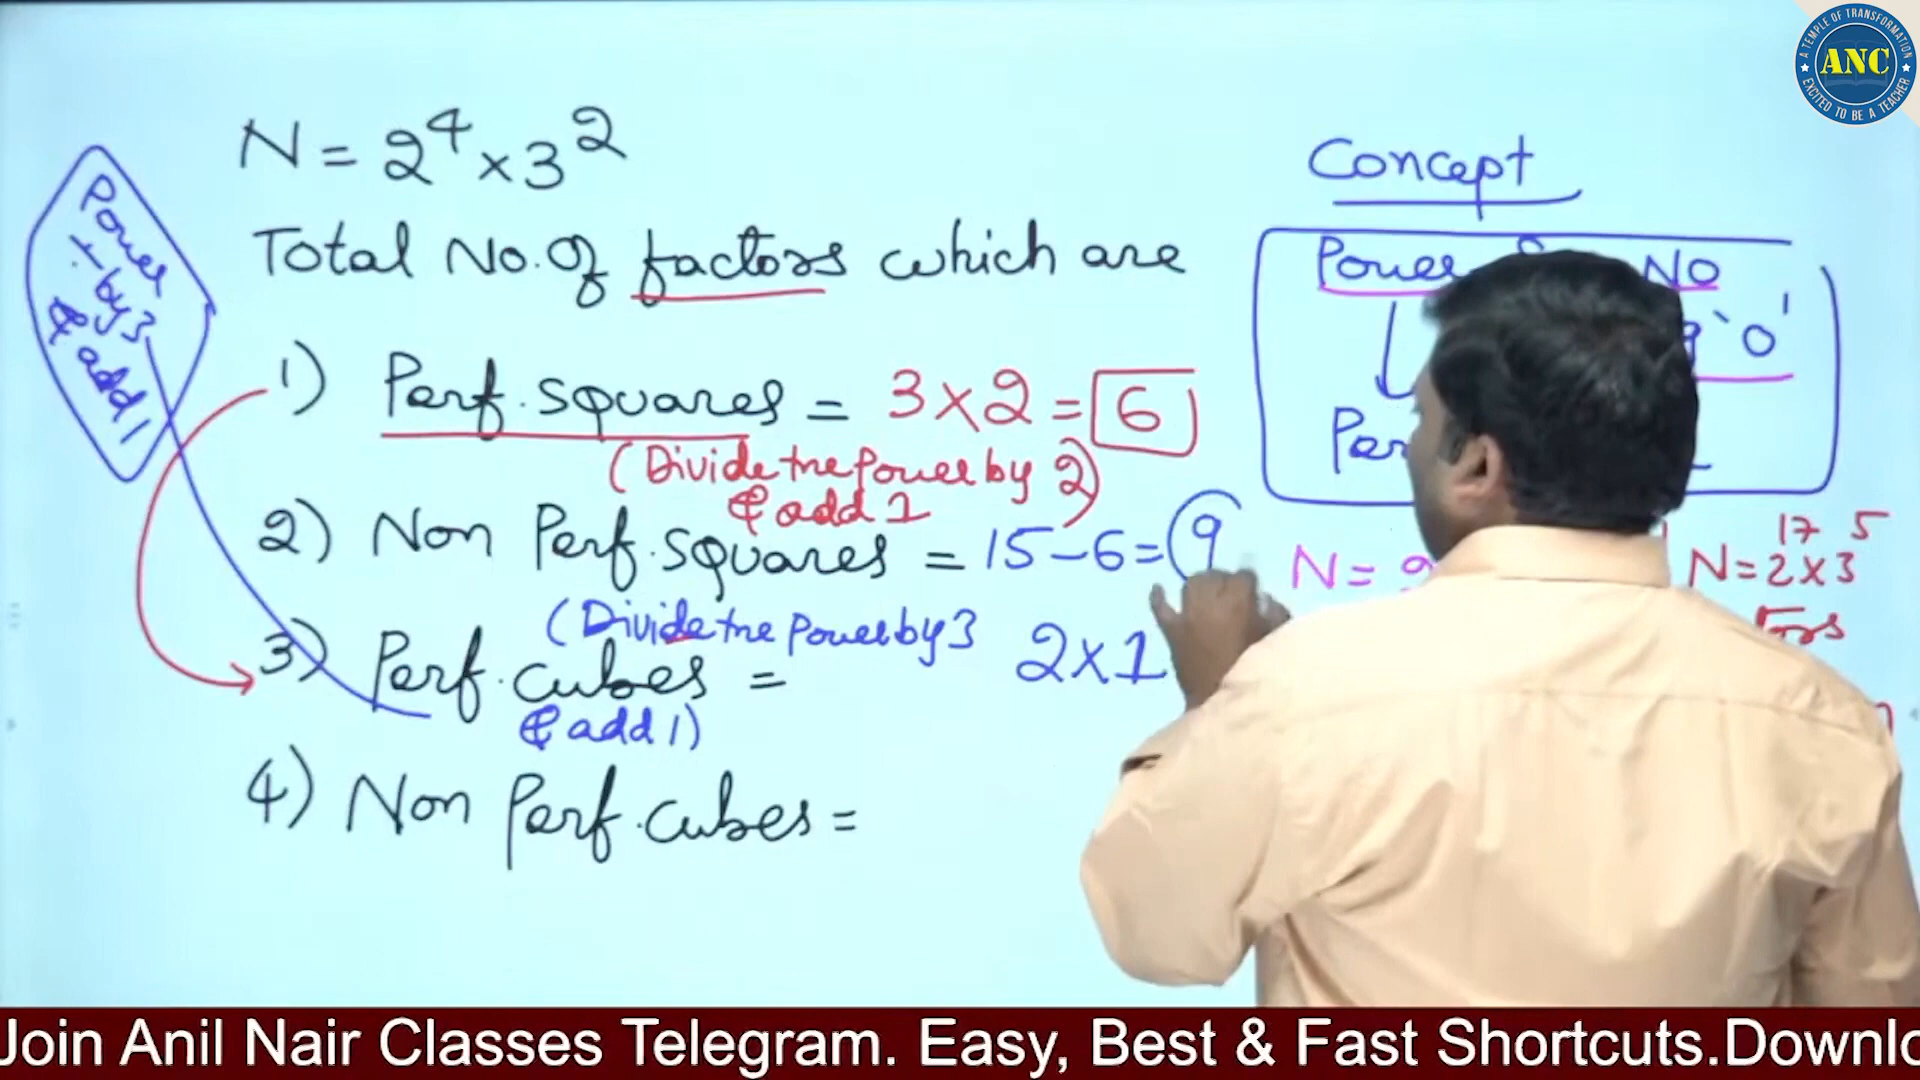 A TEMPLE OF TRANSFORMATION
ANC
EXCITED TO BE A TEACHER
N = 2⁴ × 3²
Total No. Of factors which are
1) Perf. squares = 3 × 2 = 6
(Divide the Power by 2)
& add 1
2) Non Perf. squares = 15 – 6 = 9
(Divide the Power by 3
3) Perf. cubes = 2 × 1
& add 1)
4) Non Perf. cubes =
Power
÷ by 3
& add 1
Concept
Power No
'0'
Per
N =
N = 2¹⁷ × 3⁵
Join Anil Nair Classes Telegram. Easy, Best & Fast Shortcuts.Downlo